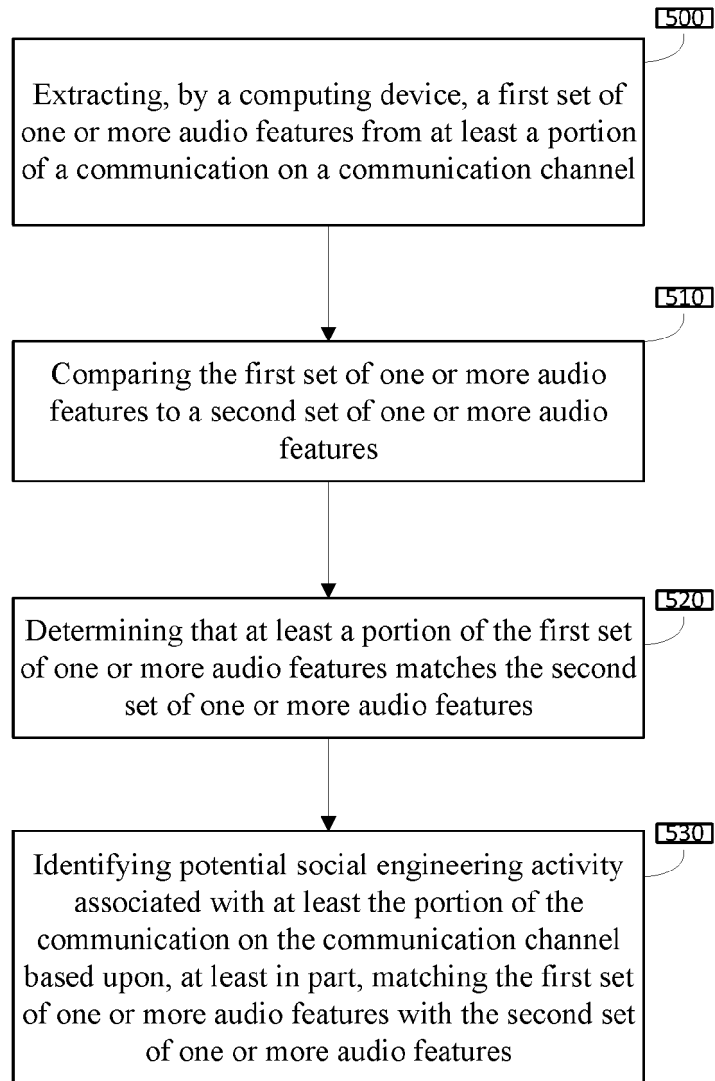 500
Extracting, by a computing device, a first set of
one or more audio features from at least a portion
of a communication on a communication channel
510
Comparing the first set of one or more audio
features to a second set of one or more audio
features
520
Determining that at least a portion of the first set
of one or more audio features matches the second
set of one or more audio features
530
Identifying potential social engineering activity
associated with at least the portion of the
communication on the communication channel
based upon, at least in part, matching the first set
of one or more audio features with the second set
of one or more audio features